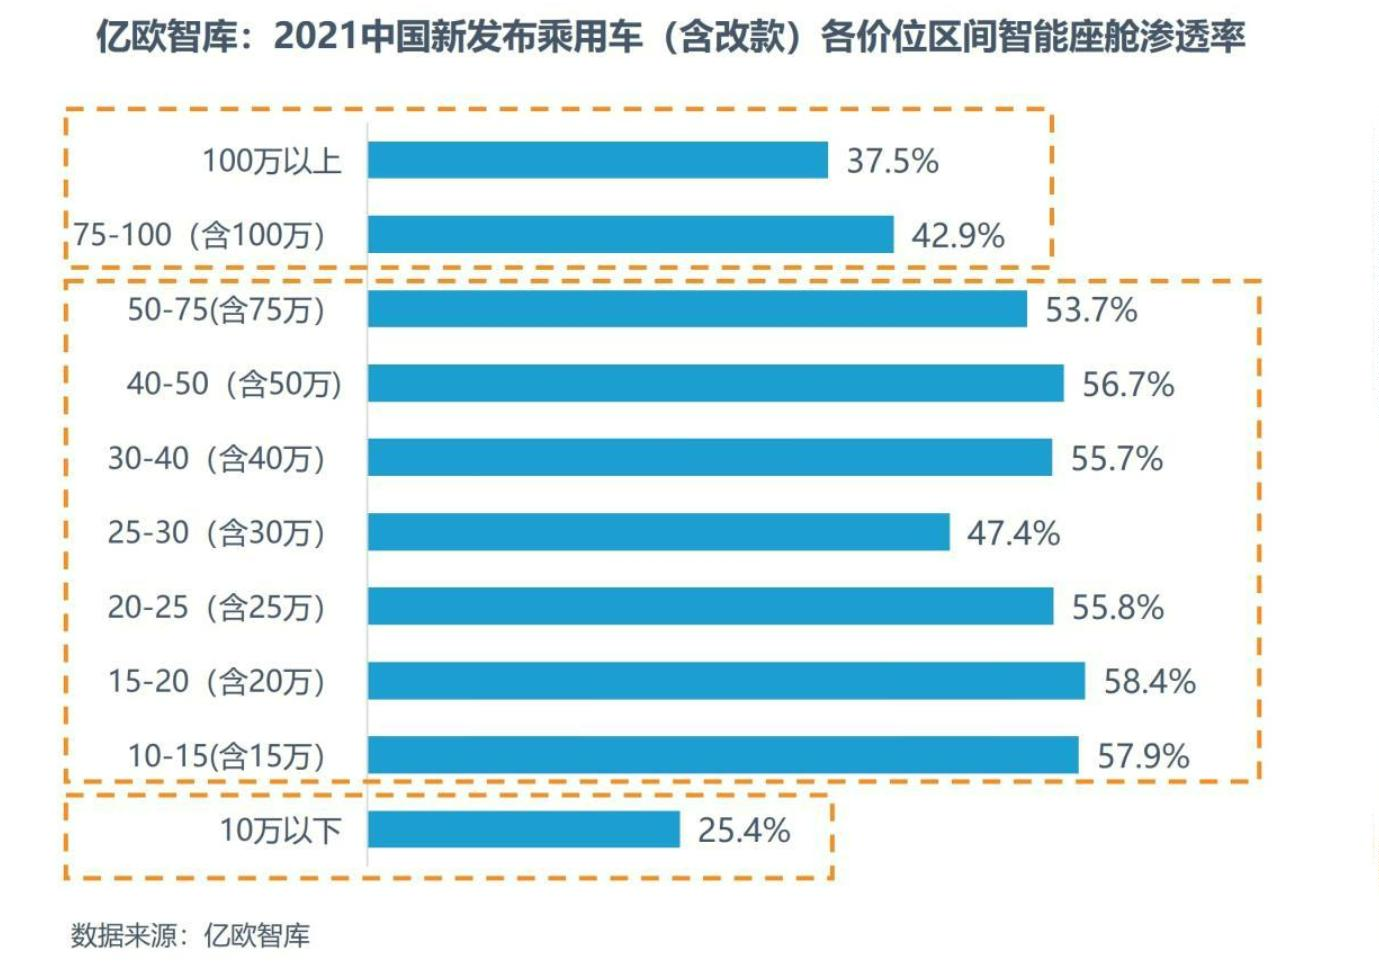 亿欧智库：2021中国新发布乘用车（含改款）各价位区间智能座舱渗透率
100万以上 37.5%
75-100（含100万） 42.9%
50-75(含75万） 53.7%
40-50（含50万) 56.7%
30-40（含40万） 55.7%
25-30（含30万） 47.4%
20-25（含25万） 55.8%
15-20（含20万） 58.4%
10-15(含15万） 57.9%
10万以下 25.4%
数据来源：亿欧智库